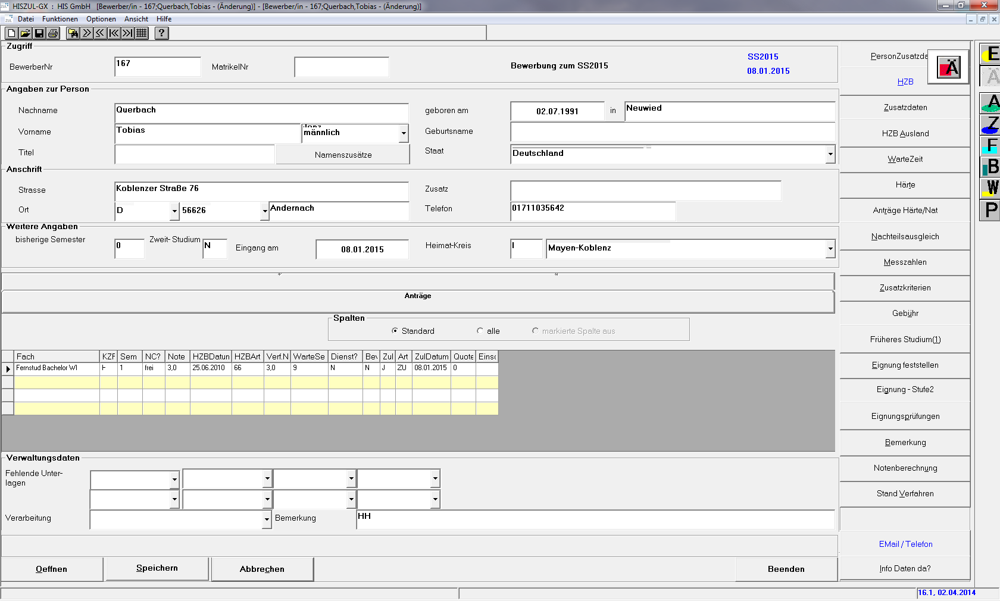 HISZUL-GX : HIS GmbH [Bewerber/in - 167;Querbach,Tobias - (Änderung)] - [Bewerber/in - 167;Querbach,Tobias - (Änderung)]
Datei Funktionen Optionen Ansicht Hilfe
?
Zugriff
BewerberNr 167 MatrikelNr Bewerbung zum SS2015 SS2015
08.01.2015
Angaben zur Person
Nachname Querbach geboren am 02.07.1991 in Neuwied
Vorname Tobias männlich Geburtsname
Titel Namenszusätze Staat Deutschland
Anschrift
Strasse Koblenzer Straße 76 Zusatz
Ort D 56626 Andernach Telefon 01711035642
Weitere Angaben
bisherige Semester 0 Zweit- Studium N Eingang am 08.01.2015 Heimat-Kreis Mayen-Koblenz
Anträge
Spalten
Standard alle markierte Spalte aus
Fach KZF Sem NC? Note HZBDatun HZBArt Verf.N WarteSe Dienst? Bev Zul Art ZulDatum Quote Einsc
Fernstud Bachelor WI H 1 frei 3,0 25.06.2010 66 3,0 9 N N J ZU 08.01.2015 0
Verwaltungsdaten
Fehlende Unter-
lagen
Verarbeitung Bemerkung HH
Oeffnen Speichern Abbrechen Beenden
PersonZusatzda
Ä
HZB
Zusatzdaten
HZB Ausland
WarteZeit
Härte
Anträge Härte/Nat
Nachteilsausgleich
Messzahlen
Zusatzkriterien
Gebühr
Früheres Studium(1)
Eignung feststellen
Eignung - Stufe2
Eignungsprüfungen
Bemerkung
Notenberechnung
Stand Verfahren
EMail / Telefon
Info Daten da?
E
Ä
A
Z
F
B
W
P
16.1, 02.04.2014